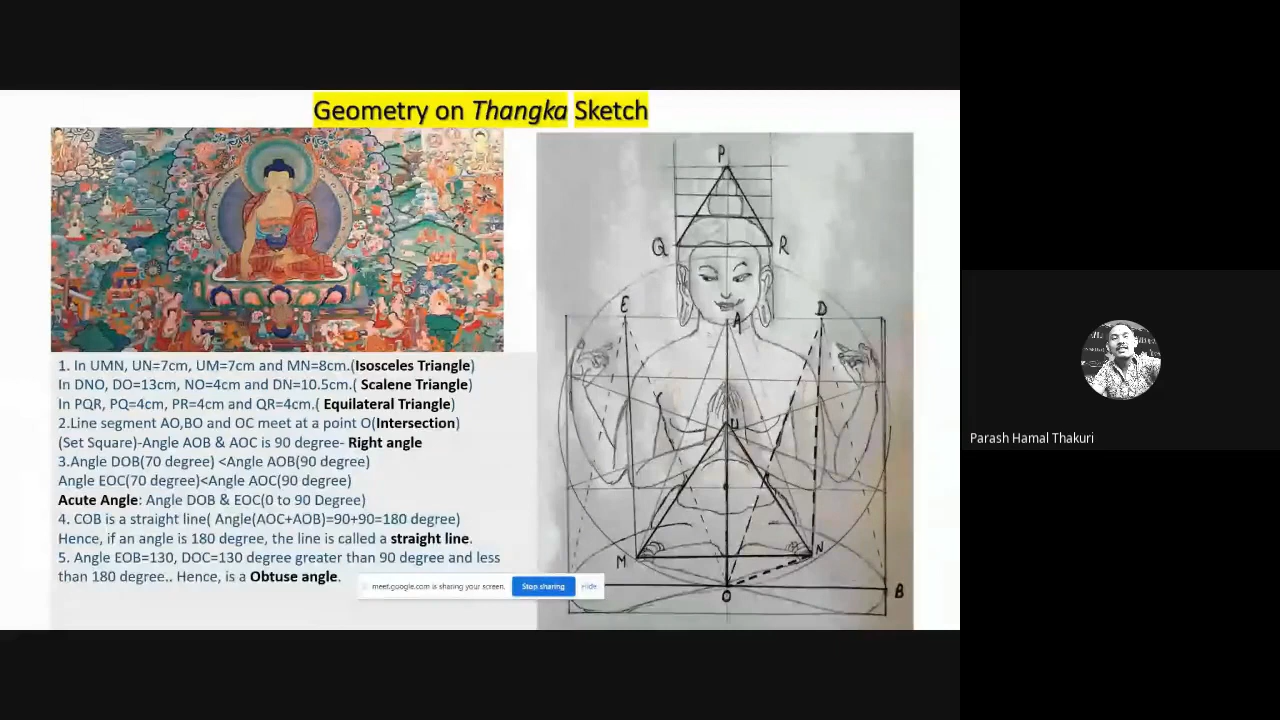 Geometry on Thangka Sketch
1. In UMN, UN=7cm, UM=7cm and MN=8cm.(Isosceles Triangle)
In DNO, DO=13cm, NO=4cm and DN=10.5cm.( Scalene Triangle)
In PQR, PQ=4cm, PR=4cm and QR=4cm.( Equilateral Triangle)
2.Line segment AO,BO and OC meet at a point O(Intersection)
(Set Square)-Angle AOB & AOC is 90 degree- Right angle
3.Angle DOB(70 degree) <Angle AOB(90 degree)
Angle EOC(70 degree)<Angle AOC(90 degree)
Acute Angle: Angle DOB & EOC(0 to 90 Degree)
4. COB is a straight line( Angle(AOC+AOB)=90+90=180 degree)
Hence, if an angle is 180 degree, the line is called a straight line.
5. Angle EOB=130, DOC=130 degree greater than 90 degree and less
than 180 degree.. Hence, is a Obtuse angle.
meet.google.com is sharing your screen.
Stop sharing
Hide
P
Q
R
E
A
D
U
M
N
O
B
Parash Hamal Thakuri